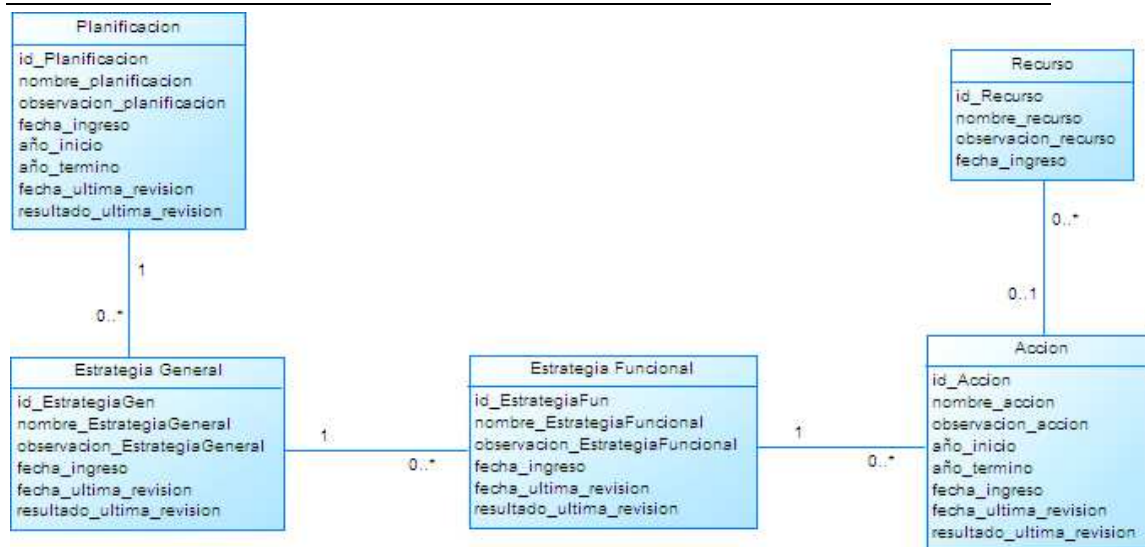 Planificacion
id_Planificacion
nombre_planificacion
observacion_planificacion
fecha_ingreso
año_inicio
año_termino
fecha_ultima_revision
resultado_ultima_revision
1
0..*
Recurso
id_Recurso
nombre_recurso
observacion_recurso
fecha_ingreso
0..*
0..1
Estrategia General
id_EstrategiaGen
nombre_EstrategiaGeneral
observacion_EstrategiaGeneral
fecha_ingreso
fecha_ultima_revision
resultado_ultima_revision
1
0..*
Estrategia Funcional
id_EstrategiaFun
nombre_EstrategiaFuncional
observacion_EstrategiaFuncional
fecha_ingreso
fecha_ultima_revision
resultado_ultima_revision
1
0..*
Accion
id_Accion
nombre_accion
observacion_accion
año_inicio
año_termino
fecha_ingreso
fecha_ultima_revision
resultado_ultima_revision